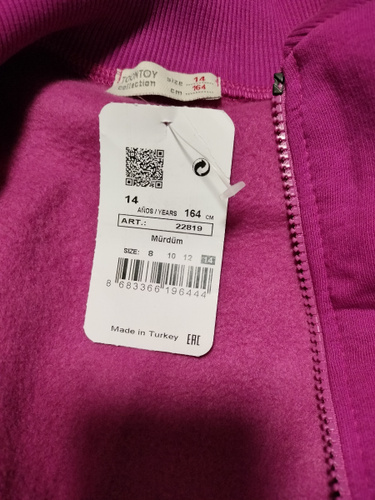 TOONTOY SIZE 14
collection cm 164
14 AÑOS / YEARS 164 CM
ART.: 22819
Mürdüm
SIZE: 8 10 12 14
8 683366 196444
Made in Turkey EAC